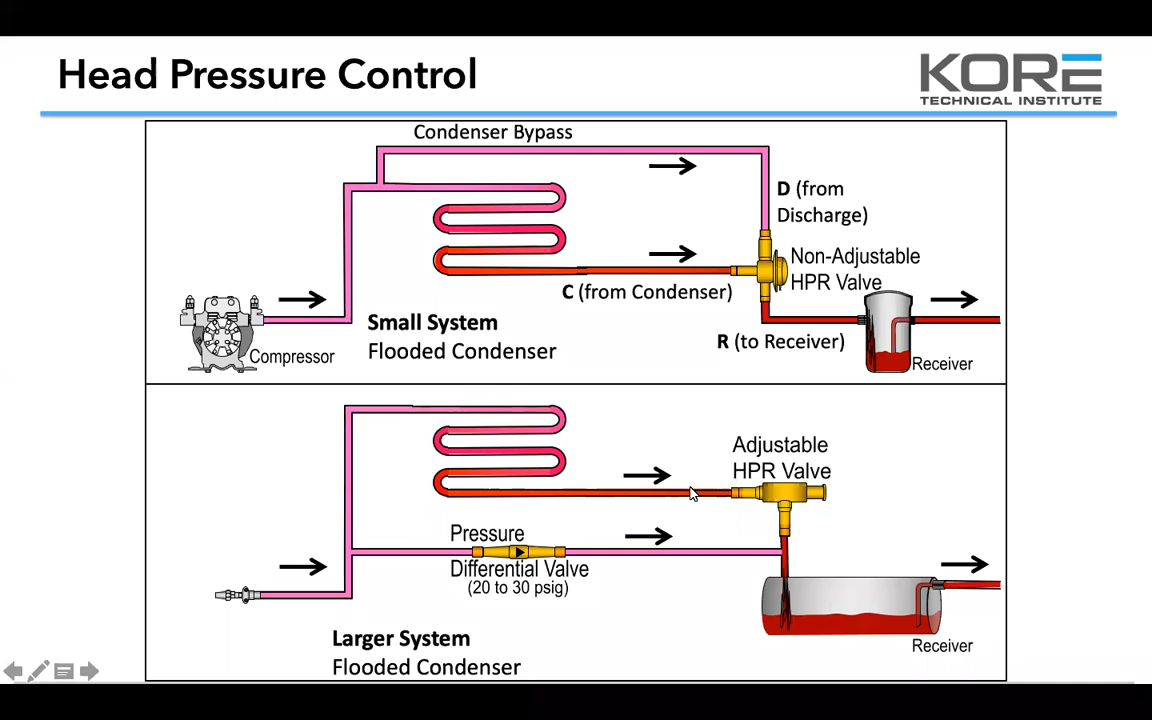 Head Pressure Control
KORE
TECHNICAL INSTITUTE
Condenser Bypass
D (from
Discharge)
Non-Adjustable
HPR Valve
C (from Condenser)
Small System
Flooded Condenser
R (to Receiver)
Compressor
Receiver
Adjustable
HPR Valve
Pressure
Differential Valve
(20 to 30 psig)
Larger System
Flooded Condenser
Receiver